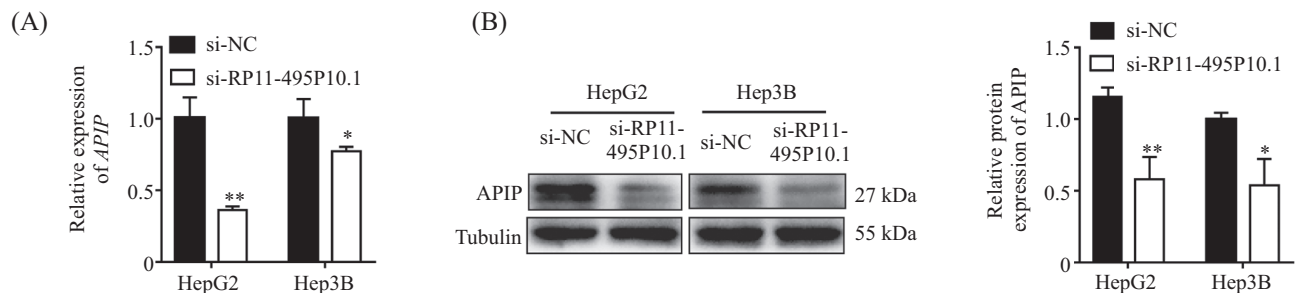 (A)
Relative expression
of APIP
1.5
1.0
0.5
0
si-NC
si-RP11-495P10.1
**
*
HepG2
Hep3B
(B)
HepG2
Hep3B
si-NC
si-RP11-
495P10.1
si-NC
si-RP11-
495P10.1
APIP
27 kDa
Tubulin
55 kDa
Relative protein
expression of APIP
1.5
1.0
0.5
0
si-NC
si-RP11-495P10.1
**
*
HepG2
Hep3B